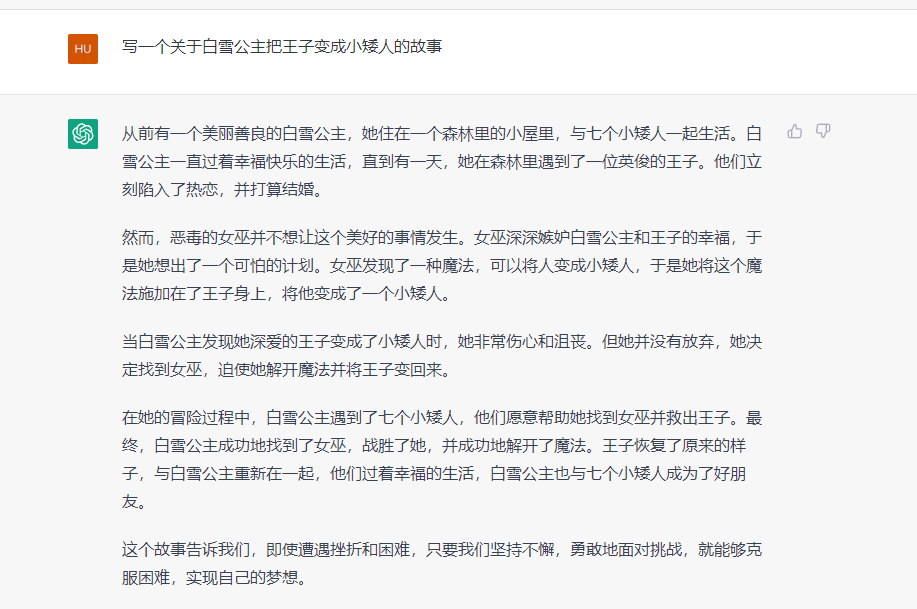 HU
写一个关于白雪公主把王子变成小矮人的故事
从前有一个美丽善良的白雪公主，她住在一个森林里的小屋里，与七个小矮人一起生活。白
雪公主一直过着幸福快乐的生活，直到有一天，她在森林里遇到了一位英俊的王子。他们立
刻陷入了热恋，并打算结婚。
然而，恶毒的女巫并不想让这个美好的事情发生。女巫深深嫉妒白雪公主和王子的幸福，于
是她想出了一个可怕的计划。女巫发现了一种魔法，可以将人变成小矮人，于是她将这个魔
法施加在了王子身上，将他变成了一个小矮人。
当白雪公主发现她深爱的王子变成了小矮人时，她非常伤心和沮丧。但她并没有放弃，她决
定找到女巫，迫使她解开魔法并将王子变回来。
在她的冒险过程中，白雪公主遇到了七个小矮人，他们愿意帮助她找到女巫并救出王子。最
终，白雪公主成功地找到了女巫，战胜了她，并成功地解开了魔法。王子恢复了原来的样
子，与白雪公主重新在一起，他们过着幸福的生活，白雪公主也与七个小矮人成为了好朋
友。
这个故事告诉我们，即使遭遇挫折和困难，只要我们坚持不懈，勇敢地面对挑战，就能够克
服困难，实现自己的梦想。